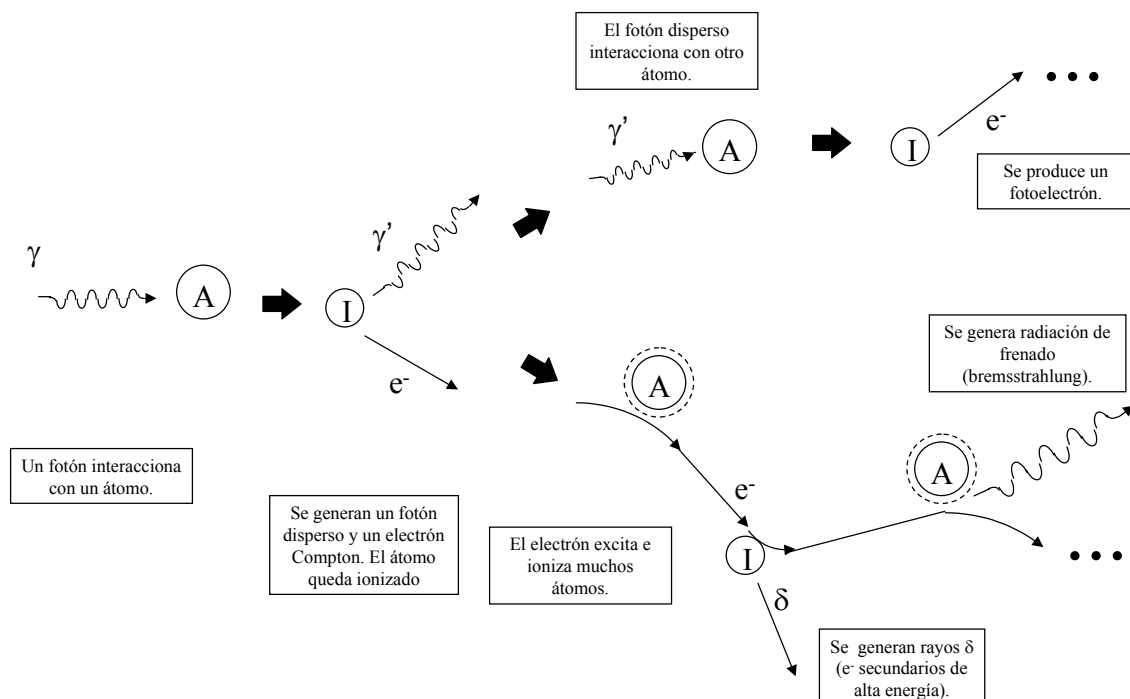 El fotón disperso
interacciona con otro
átomo.
γ’
A
I
e-
Se produce un
fotoelectrón.
γ
A
I
γ’
e-
Un fotón interacciona
con un átomo.
Se generan un fotón
disperso y un electrón
Compton. El átomo
queda ionizado
A
e-
I
δ
El electrón excita e
ioniza muchos
átomos.
Se generan rayos δ
(e- secundarios de
alta energía).
A
Se genera radiación de
frenado
(bremsstrahlung).